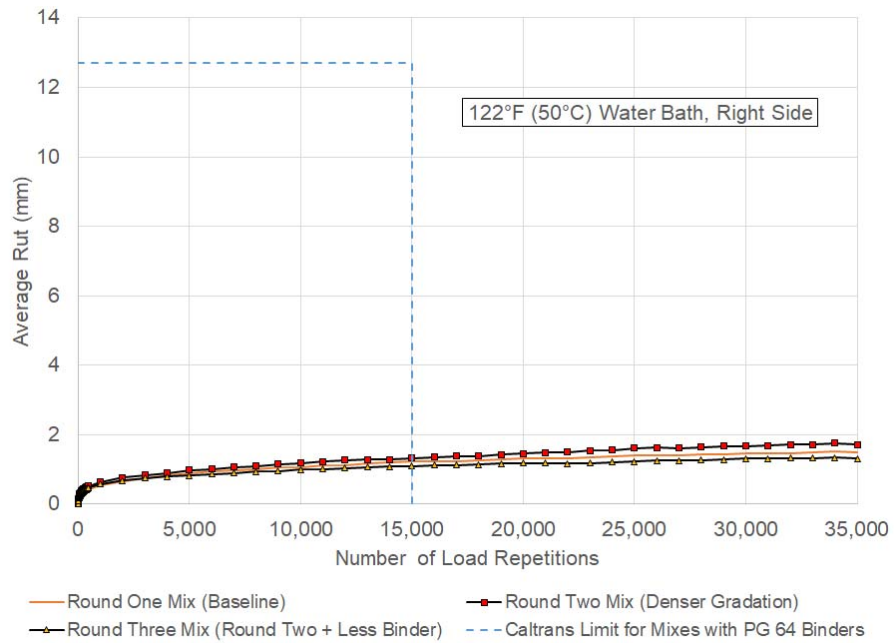 14
12
10
8
6
4
2
0
Average Rut (mm)
122°F (50°C) Water Bath, Right Side
0 5,000 10,000 15,000 20,000 25,000 30,000 35,000
Number of Load Repetitions
Round One Mix (Baseline) Round Two Mix (Denser Gradation)
Round Three Mix (Round Two + Less Binder) Caltrans Limit for Mixes with PG 64 Binders